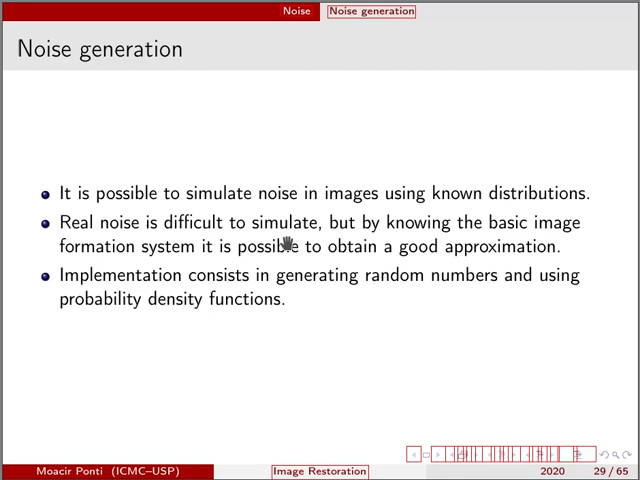 Noise Noise generation
Noise generation
It is possible to simulate noise in images using known distributions.
Real noise is difficult to simulate, but by knowing the basic image
formation system it is possible to obtain a good approximation.
Implementation consists in generating random numbers and using
probability density functions.
Moacir Ponti (ICMC–USP) Image Restoration 2020 29 / 65